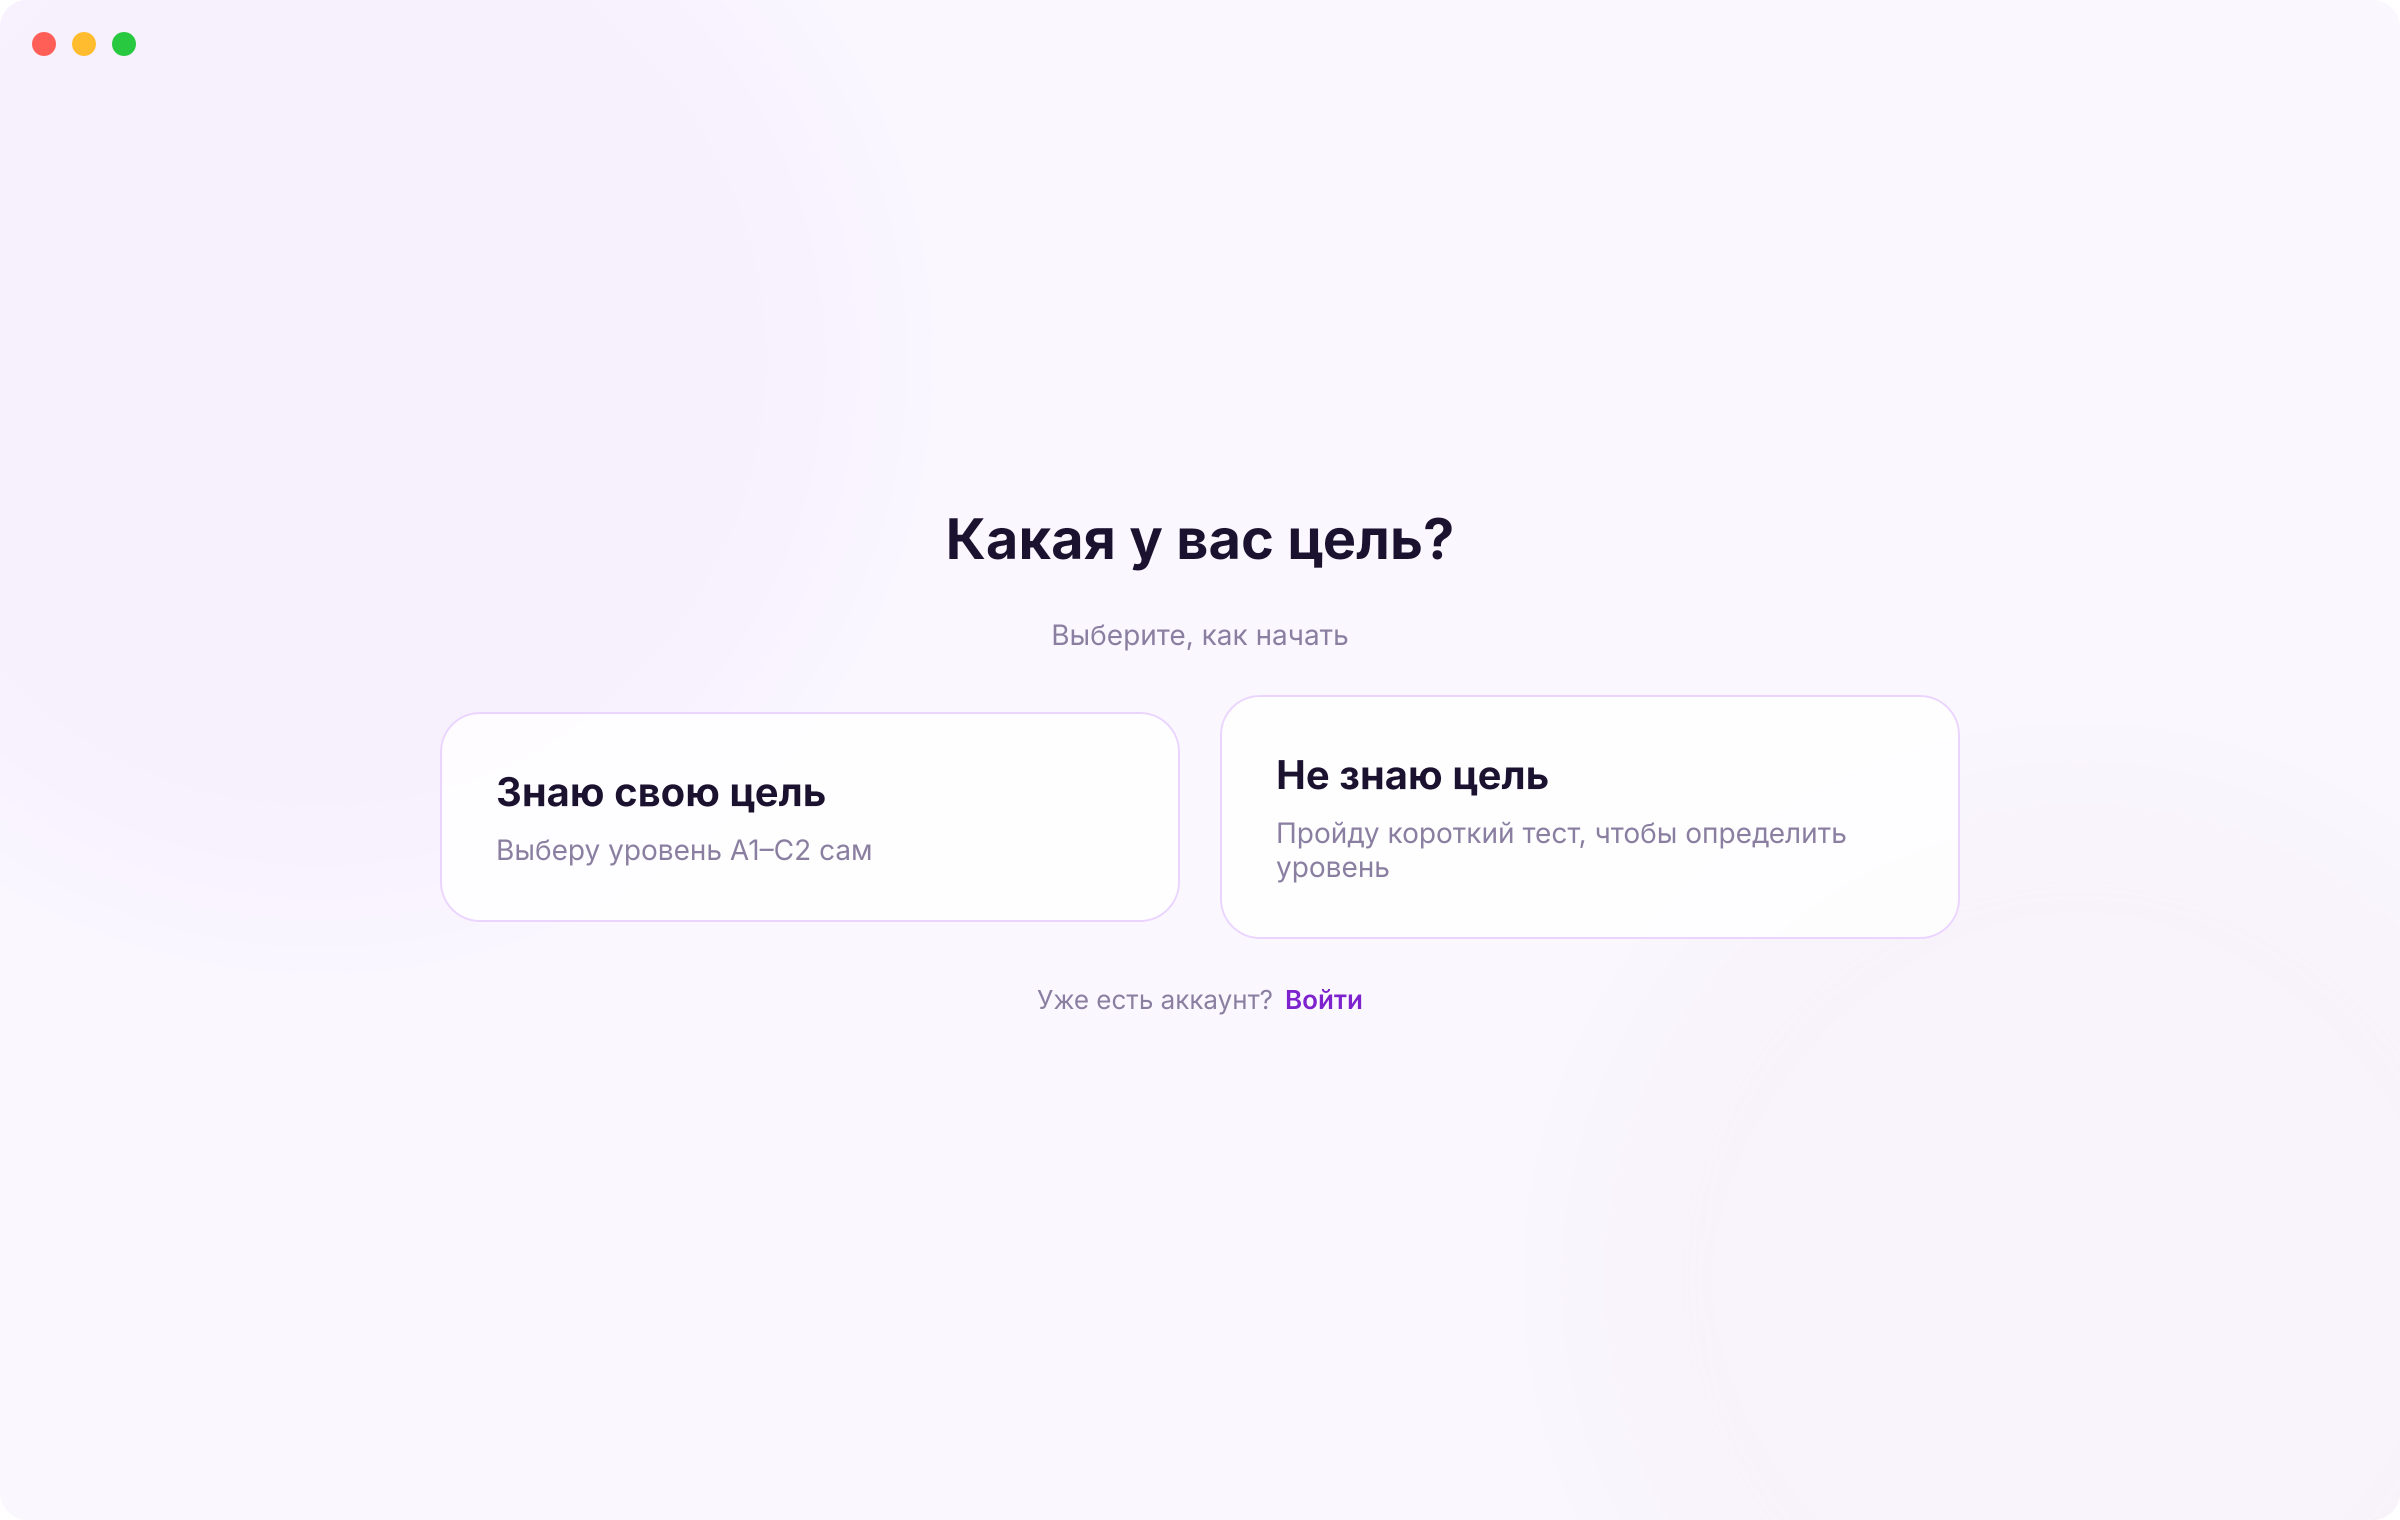 Какая у вас цель?
Выберите, как начать
Знаю свою цель
Выберу уровень A1–C2 сам
Не знаю цель
Пройду короткий тест, чтобы определить
уровень
Уже есть аккаунт? Войти